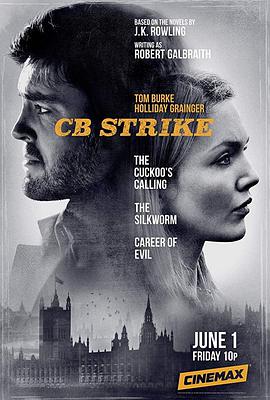 BASED ON THE NOVELS BY
J.K. ROWLING
WRITING AS
ROBERT GALBRAITH
TOM BURKE
HOLLIDAY GRAINGER
CB STRIKE
THE
CUCKOO'S
CALLING
THE
SILKWORM
CAREER OF
EVIL
JUNE 1
FRIDAY 10P
CINEMAX